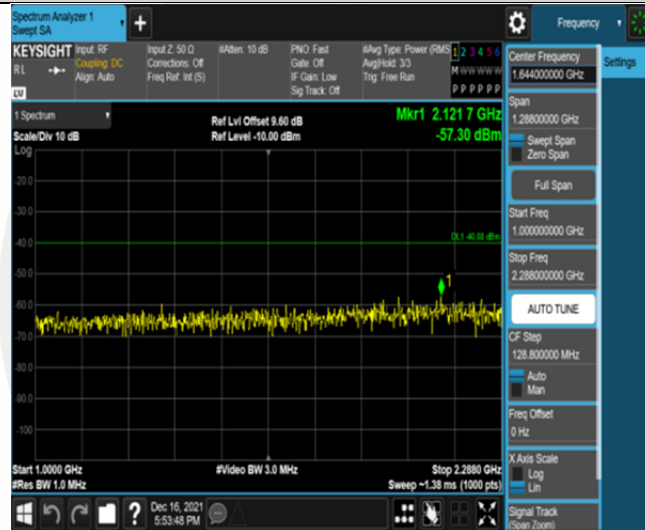 Spectrum Analyzer 1
Swept SA
+
Frequency
KEYSIGHT
RL
LXI
Input: RF
Coupling: DC
Align: Auto
Input Z: 50 Ω
Corrections: Off
Freq Ref: Int (S)
#Atten: 10 dB
PNO: Fast
Gate: Off
IF Gain: Low
Sig Track: Off
#Avg Type: Power (RMS
Avg|Hold: 3/3
Trig: Free Run
1 2 3 4 5 6
M W W W W W
P P P P P P
1 Spectrum
Scale/Div 10 dB
Log
Ref Lvl Offset 9.60 dB
Ref Level -10.00 dBm
Mkr1 2.121 7 GHz
-57.30 dBm
-20.0
-30.0
-40.0
DL1 -40.00 dBm
-50.0
1
-60.0
-70.0
-80.0
-90.0
-100
Start 1.0000 GHz
#Res BW 1.0 MHz
#Video BW 3.0 MHz
Stop 2.2880 GHz
Sweep ~1.38 ms (1000 pts)
?
Dec 16, 2021
5:53:48 PM
Center Frequency
1.644000000 GHz
Settings
Span
1.28800000 GHz
Swept Span
Zero Span
Full Span
Start Freq
1.000000000 GHz
Stop Freq
2.288000000 GHz
AUTO TUNE
CF Step
128.800000 MHz
Auto
Man
Freq Offset
0 Hz
X Axis Scale
Log
Lin
Signal Track
(Span Zoom)